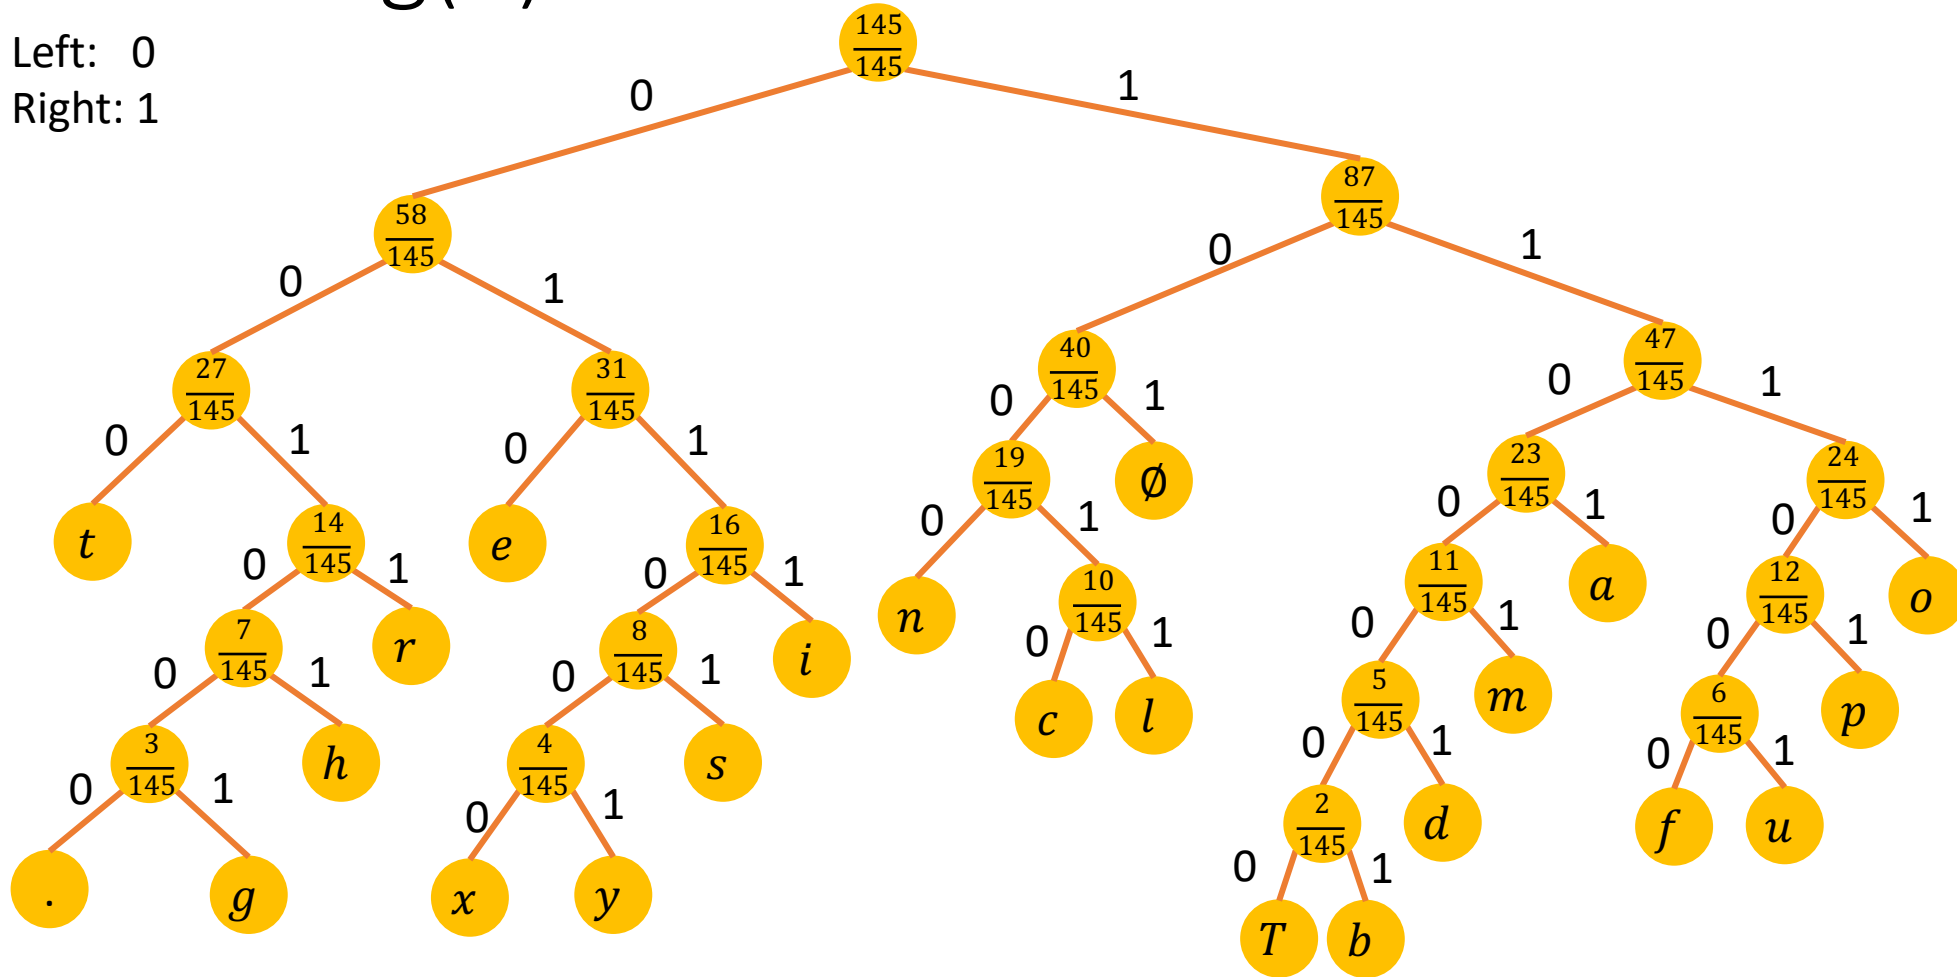 Left: 0
Right: 1
145/145
0 1
58/145 87/145
0 1 0 1
27/145 31/145 40/145 47/145
0 1 0 1 0 1 0 1
19/145 ∅ 23/145 24/145
t 14/145 e 16/145 0 1 0 1 0 1
0 1 0 1 n 10/145 11/145 a 12/145 o
7/145 r 8/145 i 0 1 0 1 0 1
0 1 0 1 c l 5/145 m 6/145 p
3/145 h 4/145 s 0 1 0 1
0 1 0 1 2/145 d f u
. g x y 0 1
T b